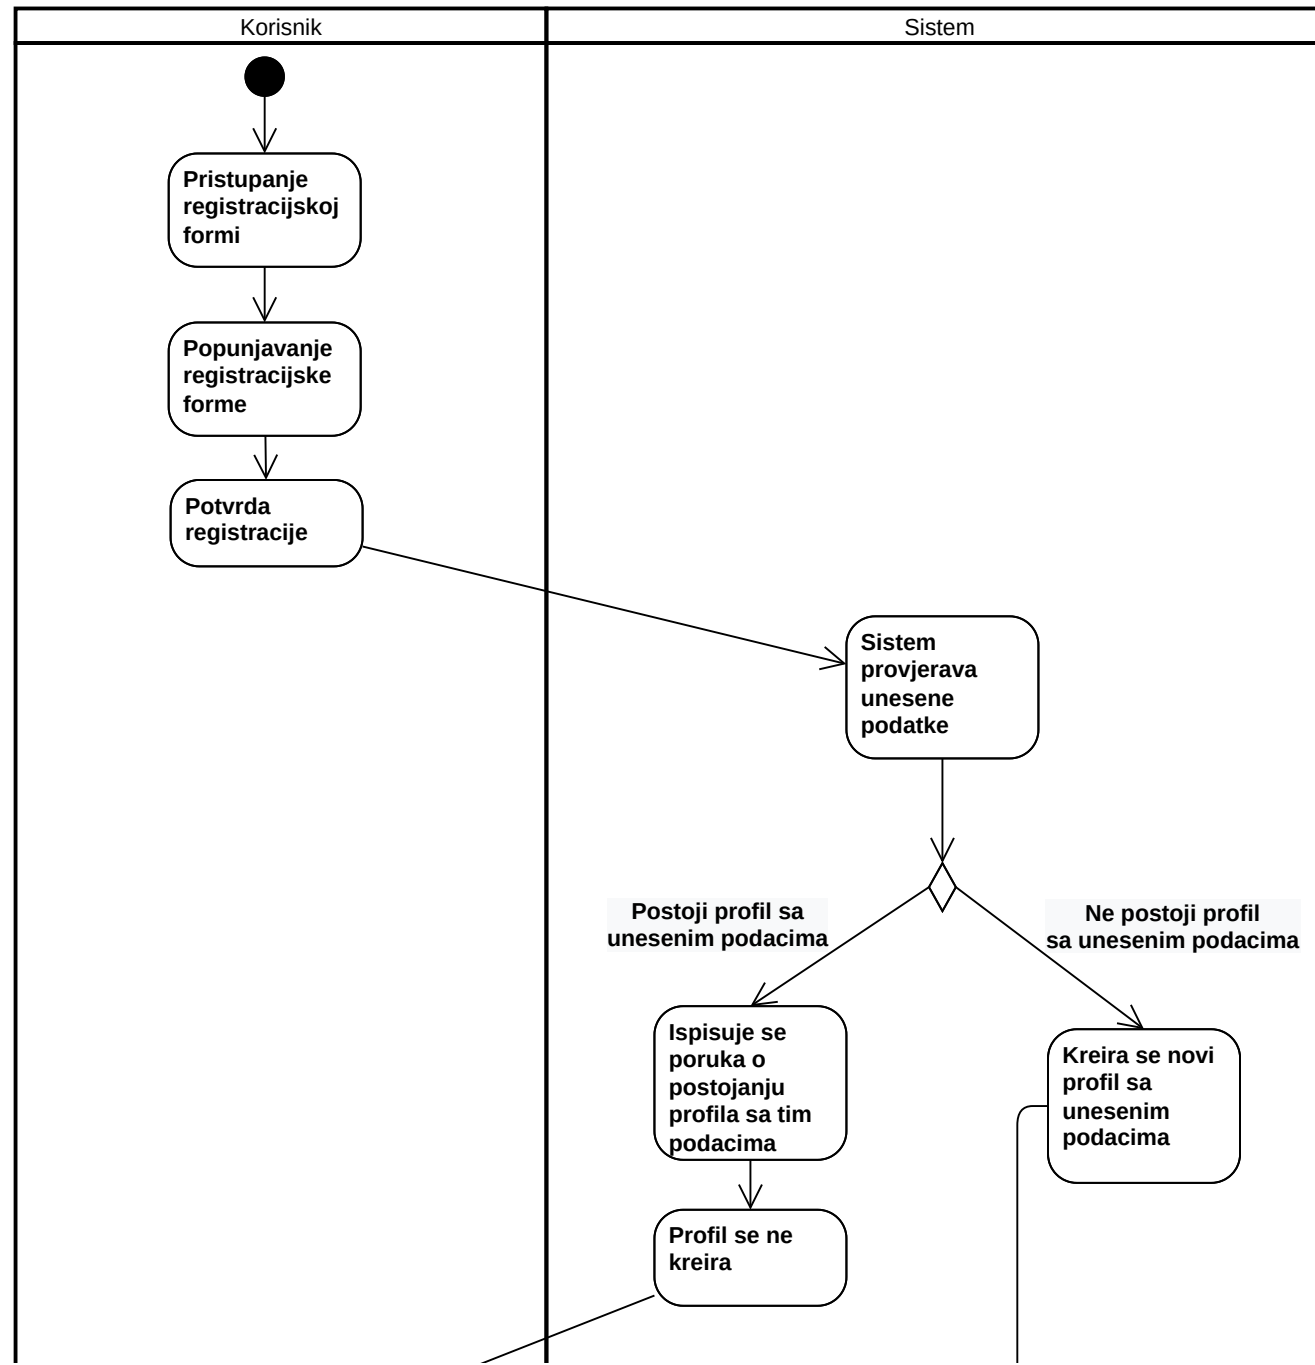 Korisnik
Sistem
Pristupanje
registracijskoj
formi
Popunjavanje
registracijske
forme
Potvrda
registracije
Sistem
provjerava
unesene
podatke
Postoji profil sa
unesenim podacima
Ne postoji profil
sa unesenim podacima
Ispisuje se
poruka o
postojanju
profila sa tim
podacima
Kreira se novi
profil sa
unesenim
podacima
Profil se ne
kreira